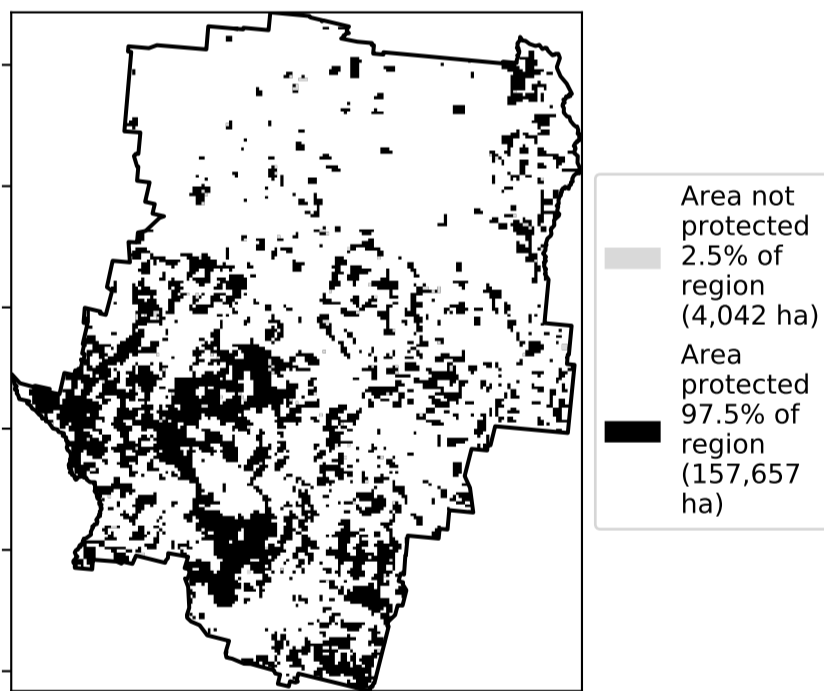 Area not
protected
2.5% of
region
(4,042 ha)
Area
protected
97.5% of
region
(157,657
ha)